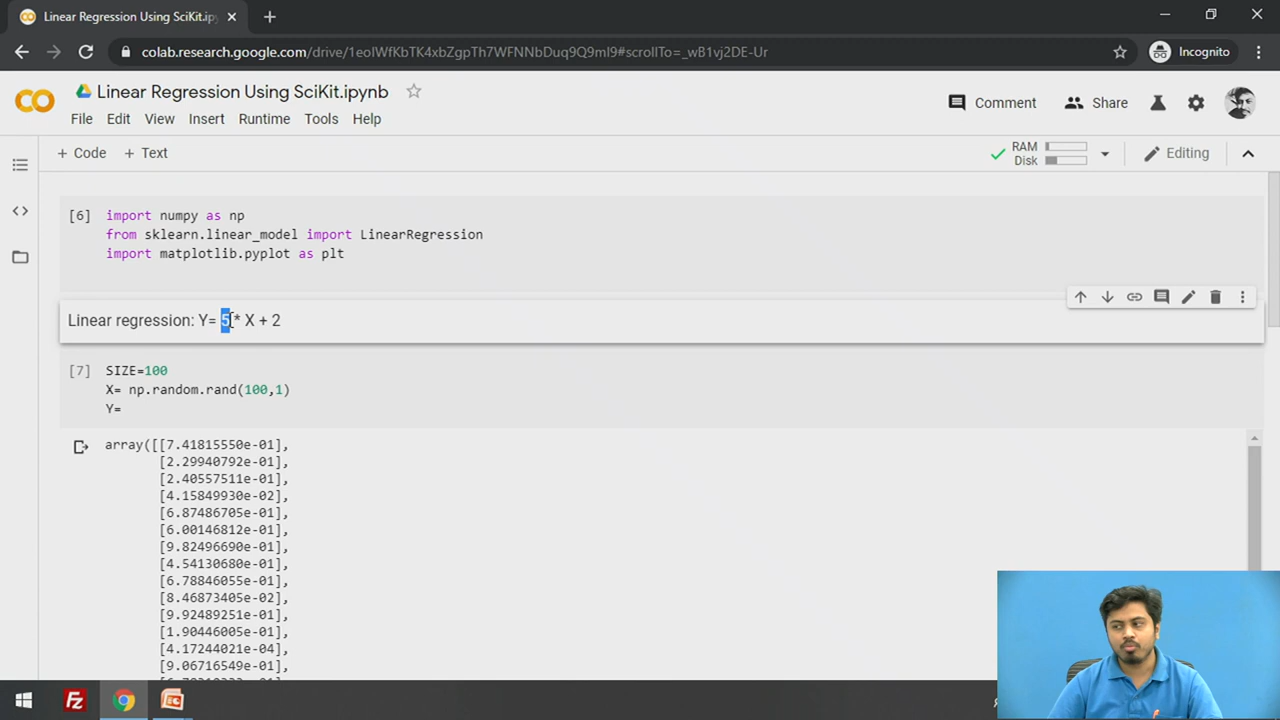 Linear Regression Using SciKit.ip
colab.research.google.com/drive/1eoIWfKbTK4xbZgpTh7WFNNbDuq9Q9mI9#scrollTo=_wB1vj2DE-Ur
Incognito
Linear Regression Using SciKit.ipynb
Comment
Share
File Edit View Insert Runtime Tools Help
+ Code + Text
RAM
Disk
Editing
[6]
import numpy as np
from sklearn.linear_model import LinearRegression
import matplotlib.pyplot as plt
Linear regression: Y= 5 * X + 2
[7]
SIZE=100
X= np.random.rand(100,1)
Y=
array([[7.41815550e-01],
[2.29940792e-01],
[2.40557511e-01],
[4.15849930e-02],
[6.87486705e-01],
[6.00146812e-01],
[9.82496690e-01],
[4.54130680e-01],
[6.78846055e-01],
[8.46873405e-02],
[9.92489251e-01],
[1.90446005e-01],
[4.17244021e-04],
[9.06716549e-01],